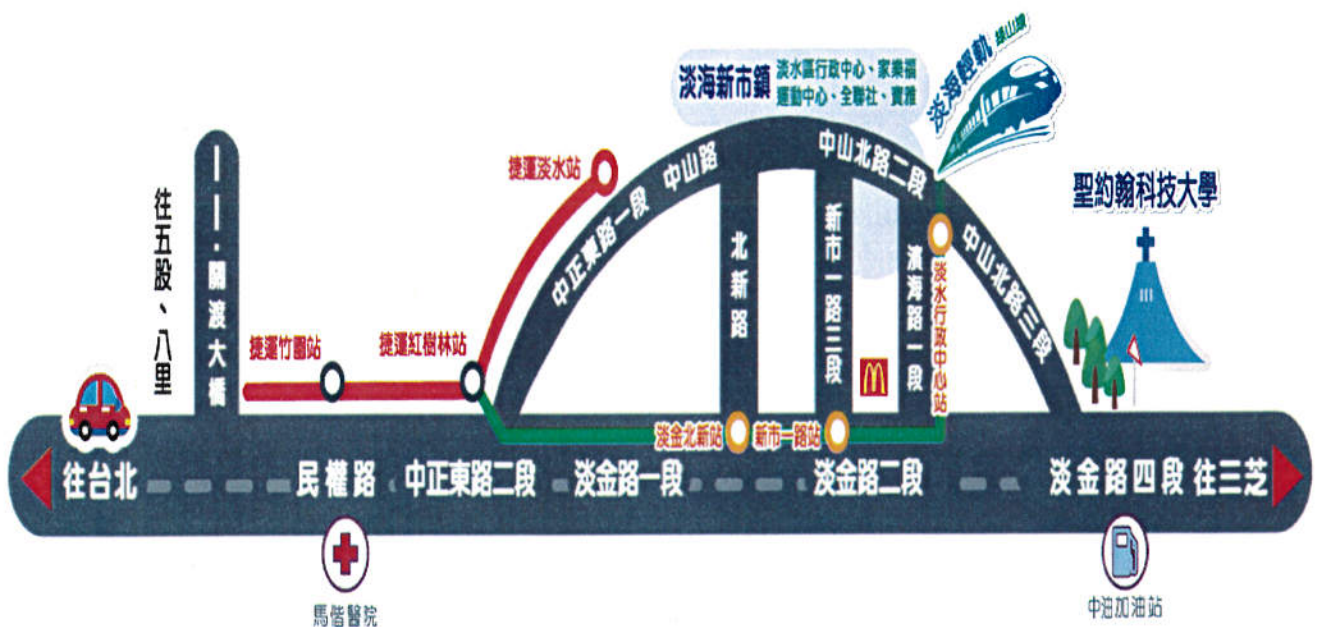 淡海新市鎮
淡水區行政中心、家樂福
運動中心、全聯社、寶雅
淡海輕軌 綠山線
聖約翰科技大學
往五股、八里
關渡大橋
捷運竹圍站
捷運紅樹林站
捷運淡水站
中正東路一段
中山路
中山北路二段
中山北路三段
北新路
新市一路三段
濱海路一段
淡水行政中心站
淡金北新站
新市一路站
往台北
民權路
中正東路二段
淡金路一段
淡金路二段
淡金路四段
往三芝
馬偕醫院
中油加油站